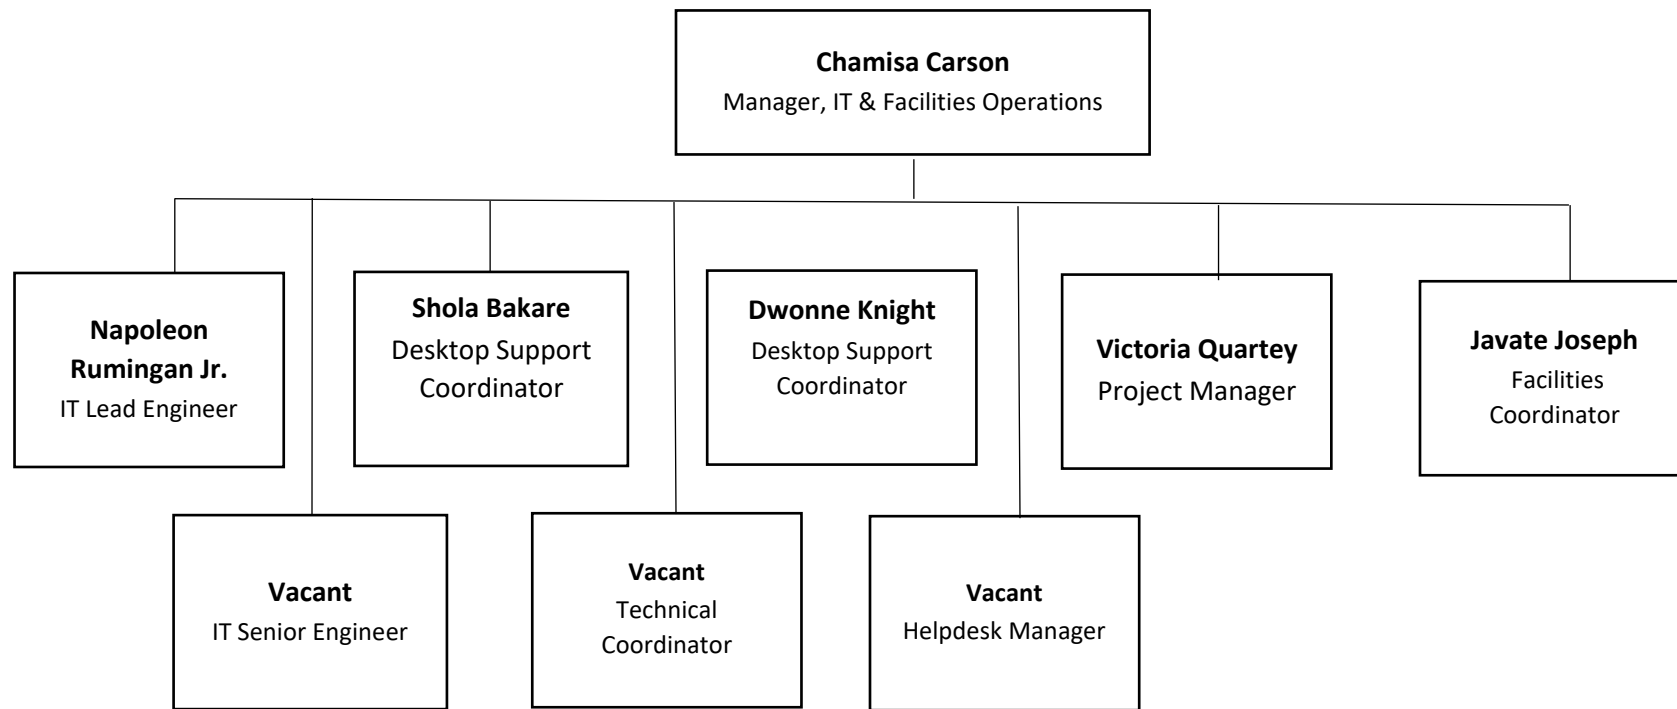 Chamisa Carson
Manager, IT & Facilities Operations
Napoleon
Rumingan Jr.
IT Lead Engineer
Shola Bakare
Desktop Support
Coordinator
Dwonne Knight
Desktop Support
Coordinator
Victoria Quartey
Project Manager
Javate Joseph
Facilities
Coordinator
Vacant
IT Senior Engineer
Vacant
Technical
Coordinator
Vacant
Helpdesk Manager